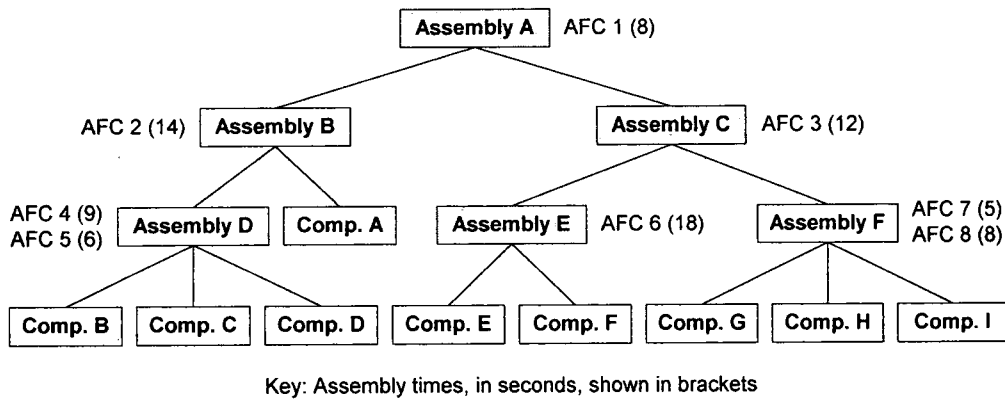 Assembly A AFC 1 (8)
AFC 2 (14) Assembly B Assembly C AFC 3 (12)
AFC 4 (9) AFC 7 (5)
Assembly D Comp. A Assembly E AFC 6 (18) Assembly F
AFC 5 (6) AFC 8 (8)
Comp. B Comp. C Comp. D Comp. E Comp. F Comp. G Comp. H Comp. I
Key: Assembly times, in seconds, shown in brackets